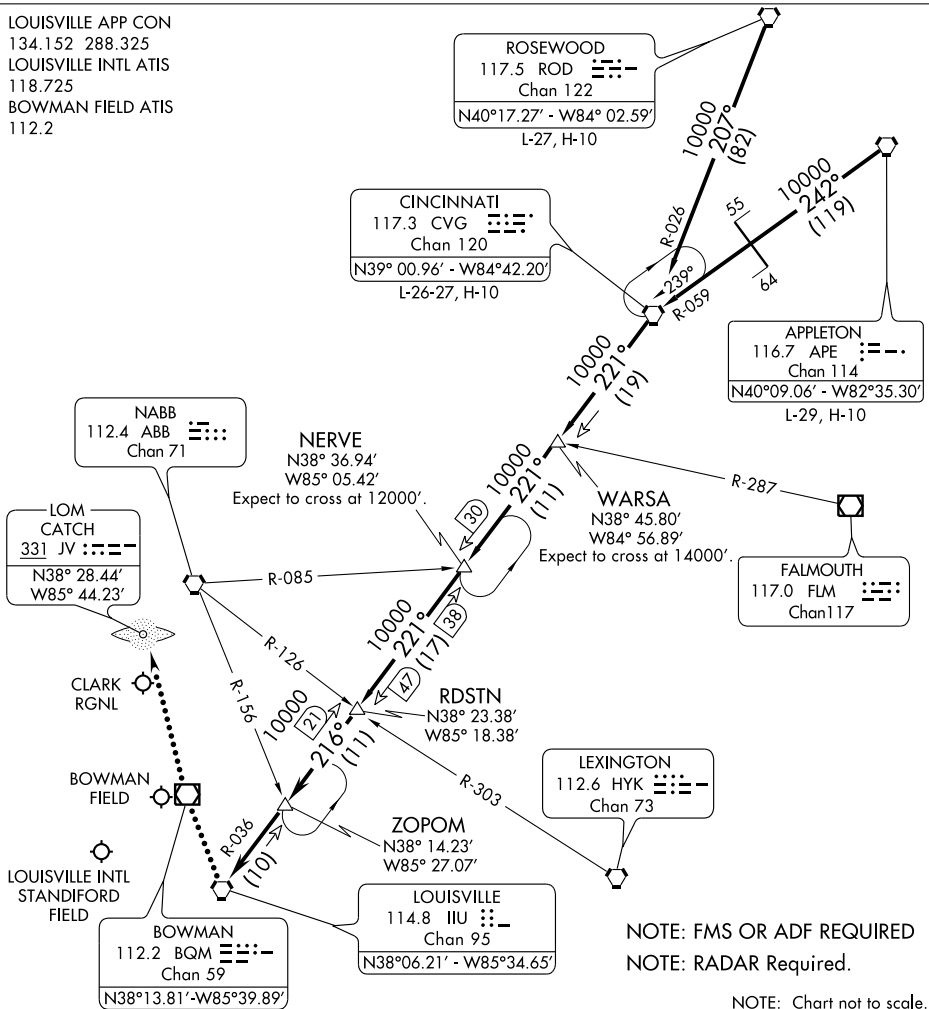 LOUISVILLE APP CON
134.152 288.325
LOUISVILLE INTL ATIS
118.725
BOWMAN FIELD ATIS
112.2
ROSEWOOD
117.5 ROD
Chan 122
N40°17.27' - W84° 02.59'
L-27, H-10
10000
207°
(82)
R-026
10000
242°
(119)
55
64
R-059
239°
CINCINNATI
117.3 CVG
Chan 120
N39° 00.96' - W84°42.20'
L-26-27, H-10
APPLETON
116.7 APE
Chan 114
N40°09.06' - W82°35.30'
L-29, H-10
10000
221°
(19)
NABB
112.4 ABB
Chan 71
NERVE
N38° 36.94'
W85° 05.42'
Expect to cross at 12000'.
10000
221°
(11)
30
WARSA
N38° 45.80'
W84° 56.89'
Expect to cross at 14000'.
R-287
FALMOUTH
117.0 FLM
Chan117
LOM
CATCH
331 JV
N38° 28.44'
W85° 44.23'
R-085
R-126
R-156
10000
221°
(17)
38
47
CLARK
RGNL
RDSTN
N38° 23.38'
W85° 18.38'
10000
21
216°
(11)
R-303
LEXINGTON
112.6 HYK
Chan 73
BOWMAN
FIELD
ZOPOM
N38° 14.23'
W85° 27.07'
R-036
(10)
LOUISVILLE INTL
STANDIFORD
FIELD
LOUISVILLE
114.8 IIU
Chan 95
N38°06.21' - W85°34.65'
BOWMAN
112.2 BQM
Chan 59
N38°13.81'-W85°39.89'
NOTE: FMS OR ADF REQUIRED
NOTE: RADAR Required.
NOTE: Chart not to scale.